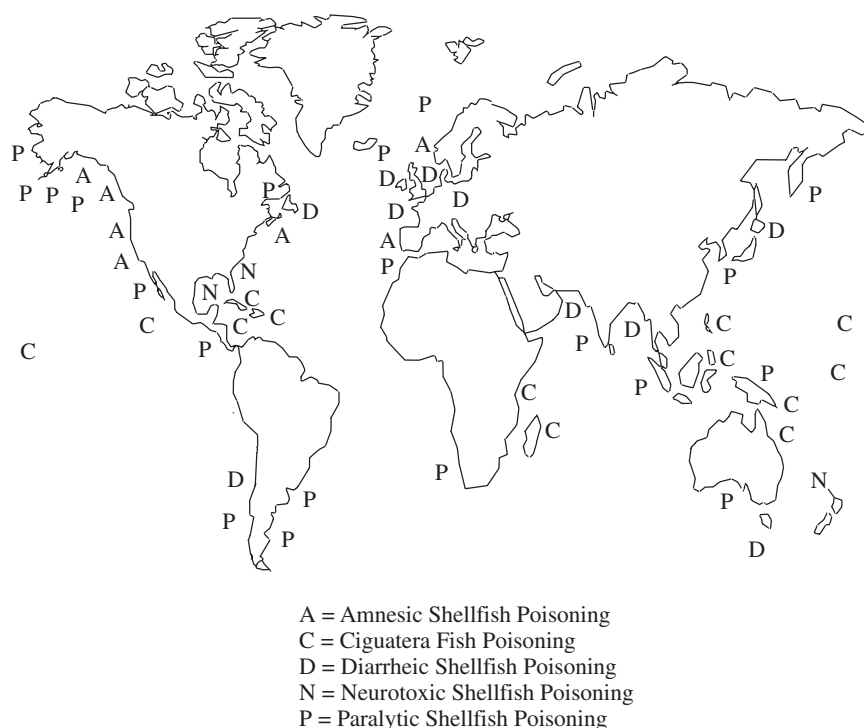 P
A
P P
A D D
P P A P D P
P D D
A A D
A
A P N P
P N C
D
C C C D C C
C P P
C
P C
C P
C
C C
D P N
P P
P
P
D
A = Amnesic Shellfish Poisoning
C = Ciguatera Fish Poisoning
D = Diarrheic Shellfish Poisoning
N = Neurotoxic Shellfish Poisoning
P = Paralytic Shellfish Poisoning